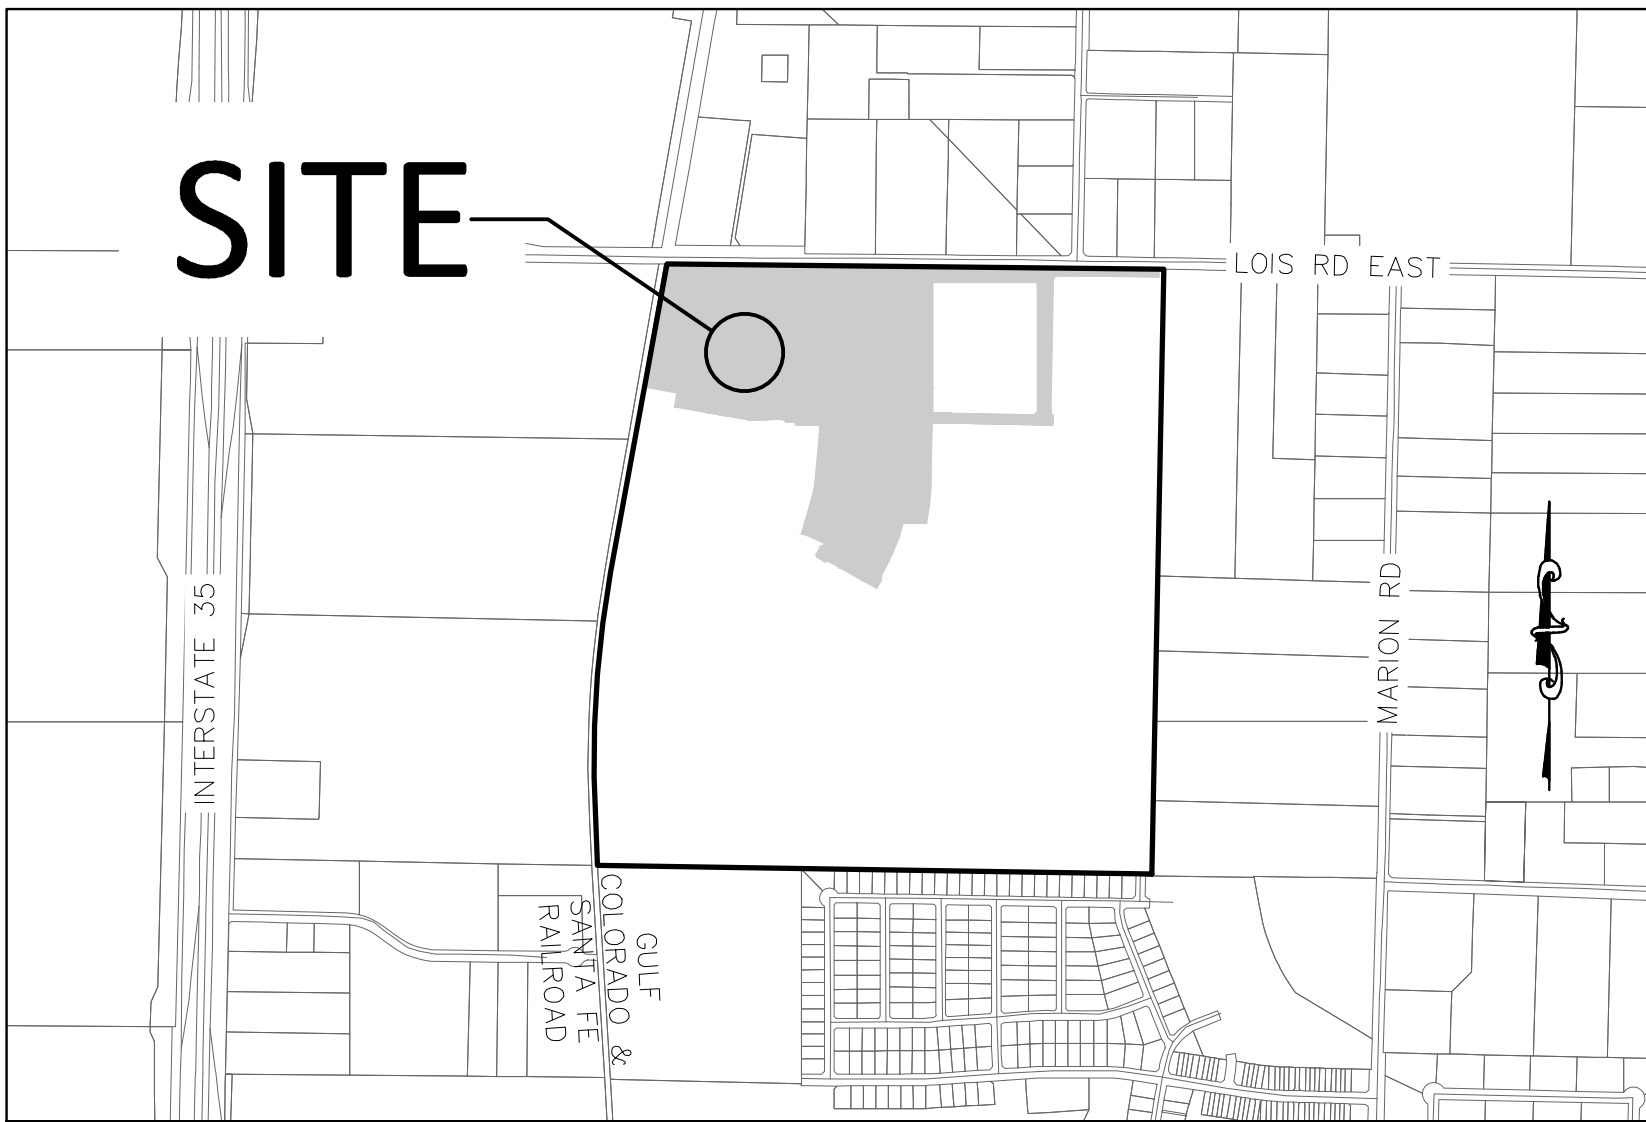 SITE
LOIS RD EAST
INTERSTATE 35
MARION RD
GULF
COLORADO &
SANTA FE
RAILROAD